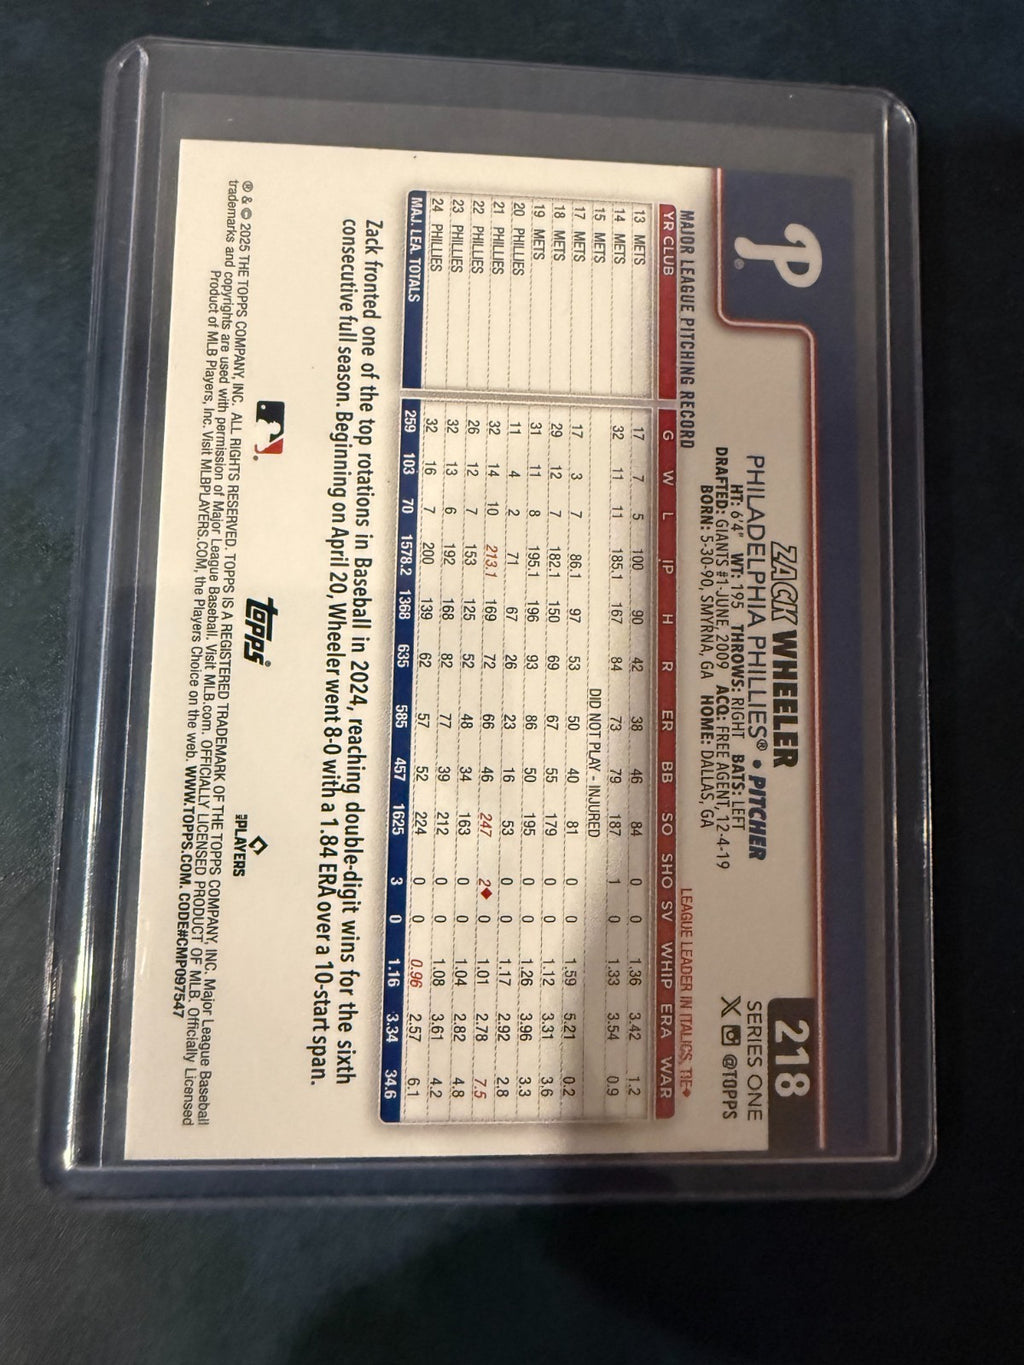 P®
218
ZACK WHEELER
PHILADELPHIA PHILLIES® • PITCHER
SERIES ONE
HT: 6'4" WT: 195 THROWS: RIGHT BATS: LEFT
DRAFTED: GIANTS #1-JUNE, 2009 ACQ: FREE AGENT, 12-4-19
BORN: 5-30-90, SMYRNA, GA HOME: DALLAS, GA
X @TOPPS
MAJOR LEAGUE PITCHING RECORD
LEAGUE LEADER IN ITALICS, TIE◆
YR CLUB G W L IP H R ER BB SO SHO SV WHIP ERA WAR
13 METS 17 7 5 100 90 42 38 46 84 0 0 1.36 3.42 1.2
14 METS 32 11 11 185.1 167 84 73 79 187 1 0 1.33 3.54 0.9
15 METS DID NOT PLAY - INJURED
17 METS 17 3 7 86.1 97 53 50 40 81 0 0 1.59 5.21 0.2
18 METS 29 12 7 182.1 150 69 67 55 179 0 0 1.12 3.31 3.6
19 METS 31 11 8 195.1 196 93 86 50 195 0 0 1.26 3.96 3.3
20 PHILLIES 11 4 2 71 67 26 23 16 53 0 0 1.17 2.92 2.8
21 PHILLIES 32 14 10 213.1 169 72 66 46 247 2◆ 0 1.01 2.78 7.5
22 PHILLIES 26 12 7 153 125 52 48 34 163 0 0 1.04 2.82 4.8
23 PHILLIES 32 13 6 192 168 82 77 39 212 0 0 1.08 3.61 4.2
24 PHILLIES 32 16 7 200 139 62 57 52 224 0 0 0.96 2.57 6.1
MAJ. LEA. TOTALS 259 103 70 1578.2 1368 635 585 457 1625 3 0 1.16 3.34 34.6
Zack fronted one of the top rotations in Baseball in 2024, reaching double-digit wins for the sixth
consecutive full season. Beginning on April 20, Wheeler went 8-0 with a 1.84 ERA over a 10-start span.
topps®
PLAYERS
® & © 2025 THE TOPPS COMPANY, INC. ALL RIGHTS RESERVED. TOPPS IS A REGISTERED TRADEMARK OF THE TOPPS COMPANY, INC. Major League Baseball
trademarks and copyrights are used with permission of Major League Baseball. Visit MLB.com. OFFICIALLY LICENSED PRODUCT OF MLB. Officially Licensed
Product of MLB Players, Inc. Visit MLBPLAYERS.COM, the Players Choice on the web. WWW.TOPPS.COM. CODE#CMP097547